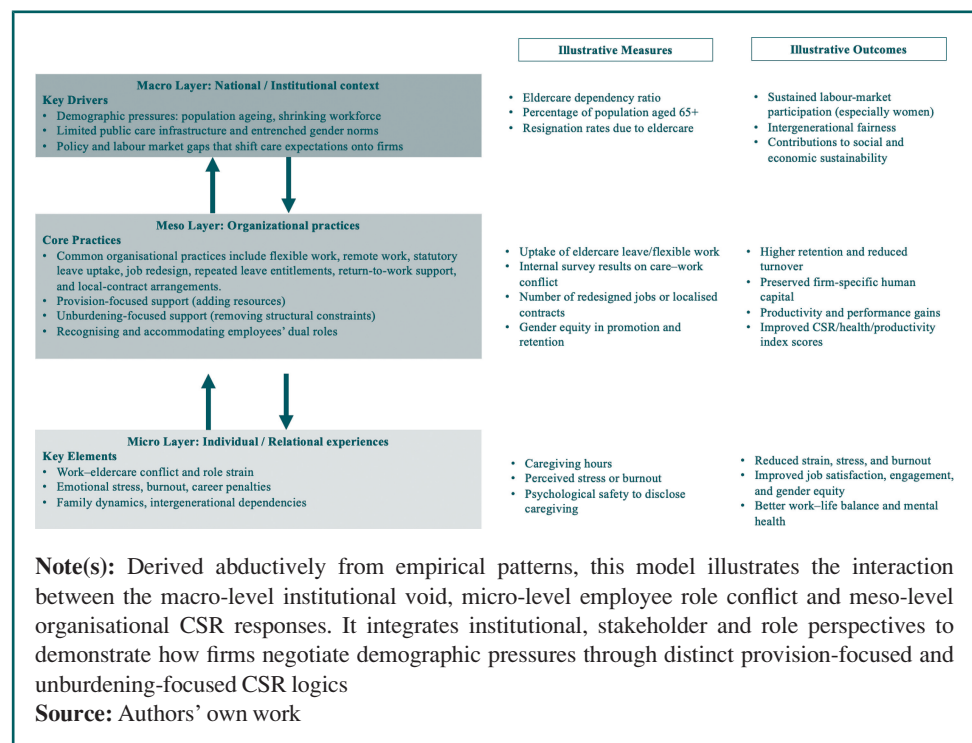 Illustrative Measures
Illustrative Outcomes
Macro Layer: National / Institutional context
Key Drivers
• Demographic pressures: population ageing, shrinking workforce
• Limited public care infrastructure and entrenched gender norms
• Policy and labour market gaps that shift care expectations onto firms
• Eldercare dependency ratio
• Percentage of population aged 65+
• Resignation rates due to eldercare
• Sustained labour-market
participation (especially women)
• Intergenerational fairness
• Contributions to social and
economic sustainability
Meso Layer: Organizational practices
Core Practices
• Common organisational practices include flexible work, remote work, statutory
leave uptake, job redesign, repeated leave entitlements, return-to-work support,
and local-contract arrangements.
• Provision-focused support (adding resources)
• Unburdening-focused support (removing structural constraints)
• Recognising and accommodating employees' dual roles
• Uptake of eldercare leave/flexible work
• Internal survey results on care–work
conflict
• Number of redesigned jobs or localised
contracts
• Gender equity in promotion and
retention
• Higher retention and reduced
turnover
• Preserved firm-specific human
capital
• Productivity and performance gains
• Improved CSR/health/productivity
index scores
Micro Layer: Individual / Relational experiences
Key Elements
• Work–eldercare conflict and role strain
• Emotional stress, burnout, career penalties
• Family dynamics, intergenerational dependencies
• Caregiving hours
• Perceived stress or burnout
• Psychological safety to disclose
caregiving
• Reduced strain, stress, and burnout
• Improved job satisfaction, engagement,
and gender equity
• Better work–life balance and mental
health
Note(s): Derived abductively from empirical patterns, this model illustrates the interaction
between the macro-level institutional void, micro-level employee role conflict and meso-level
organisational CSR responses. It integrates institutional, stakeholder and role perspectives to
demonstrate how firms negotiate demographic pressures through distinct provision-focused and
unburdening-focused CSR logics
Source: Authors' own work